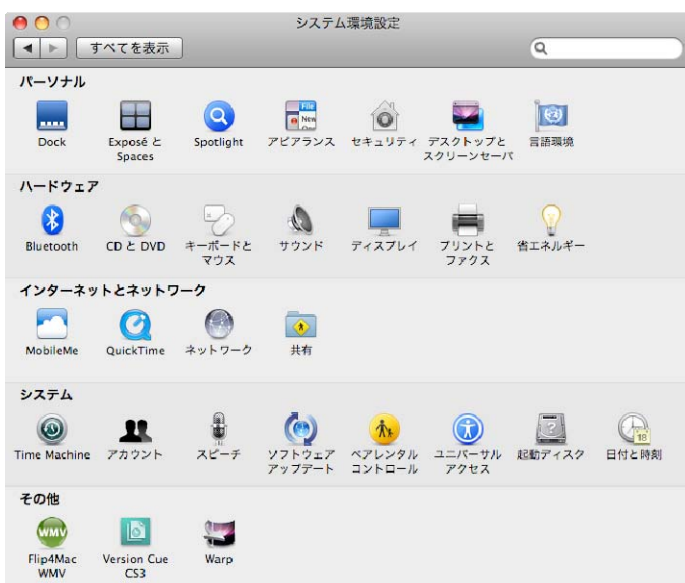 システム環境設定
すべてを表示
パーソナル
Dock Exposé と Spotlight アピアランス セキュリティ デスクトップと 言語環境
Spaces スクリーンセーバ
ハードウェア
Bluetooth CD と DVD キーボードと サウンド ディスプレイ プリントと 省エネルギー
マウス ファクス
インターネットとネットワーク
MobileMe QuickTime ネットワーク 共有
システム
Time Machine アカウント スピーチ ソフトウェア ペアレンタル ユニバーサル 起動ディスク 日付と時刻
アップデート コントロール アクセス
その他
Flip4Mac Version Cue Warp
WMV CS3